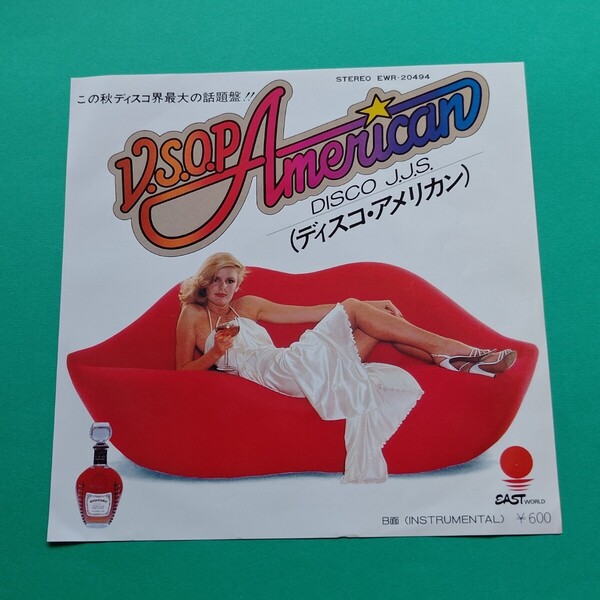 STEREO EWR-20494
この秋ディスコ界最大の話題盤!!
V.S.O.P American
DISCO J.J.S.
(ディスコ・アメリカン)
EAST WORLD
B面 (INSTRUMENTAL) ¥600